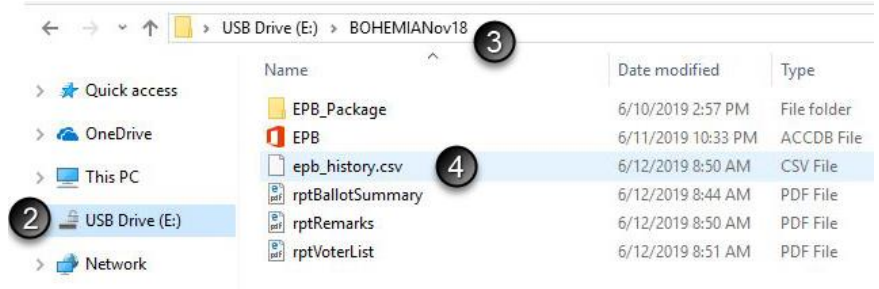 USB Drive (E:) > BOHEMIANov18
3
Name Date modified Type
Quick access
EPB_Package 6/10/2019 2:57 PM File folder
OneDrive
EPB 6/11/2019 10:33 PM ACCDB File
epb_history.csv 4 6/12/2019 8:50 AM CSV File
This PC
rptBallotSummary 6/12/2019 8:44 AM PDF File
2 USB Drive (E:)
rptRemarks 6/12/2019 8:50 AM PDF File
rptVoterList 6/12/2019 8:51 AM PDF File
Network